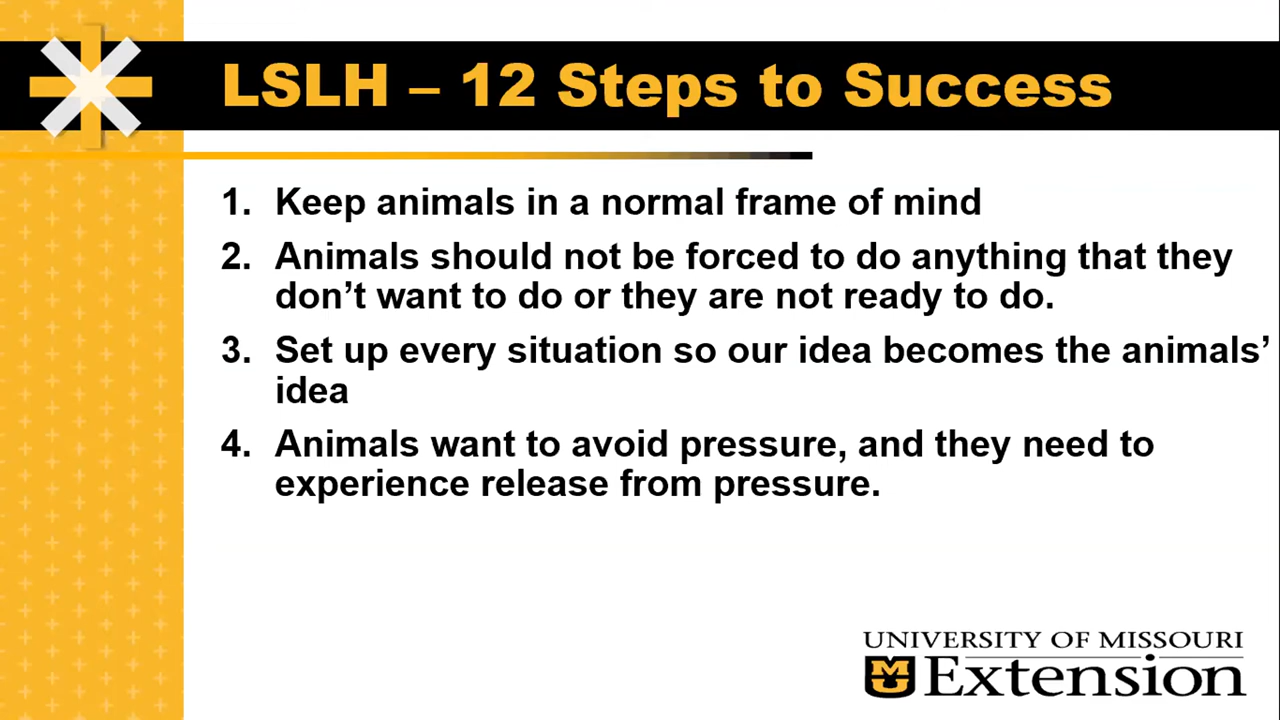 LSLH – 12 Steps to Success
1. Keep animals in a normal frame of mind
2. Animals should not be forced to do anything that they
don’t want to do or they are not ready to do.
3. Set up every situation so our idea becomes the animals’
idea
4. Animals want to avoid pressure, and they need to
experience release from pressure.
UNIVERSITY OF MISSOURI
Extension